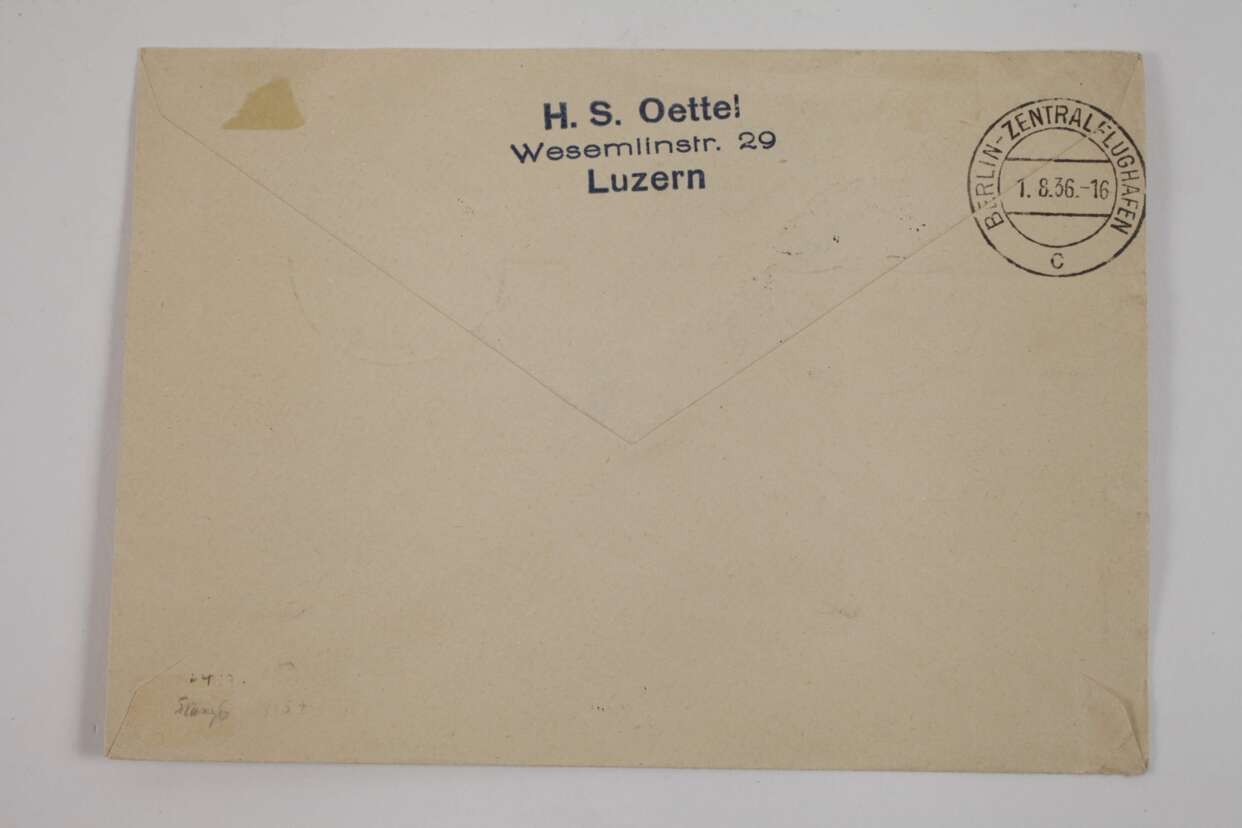 H. S. Oettel
Wesemlinstr. 29
Luzern
BERLIN-ZENTRALFLUGHAFEN
1. 8.36.-16
c